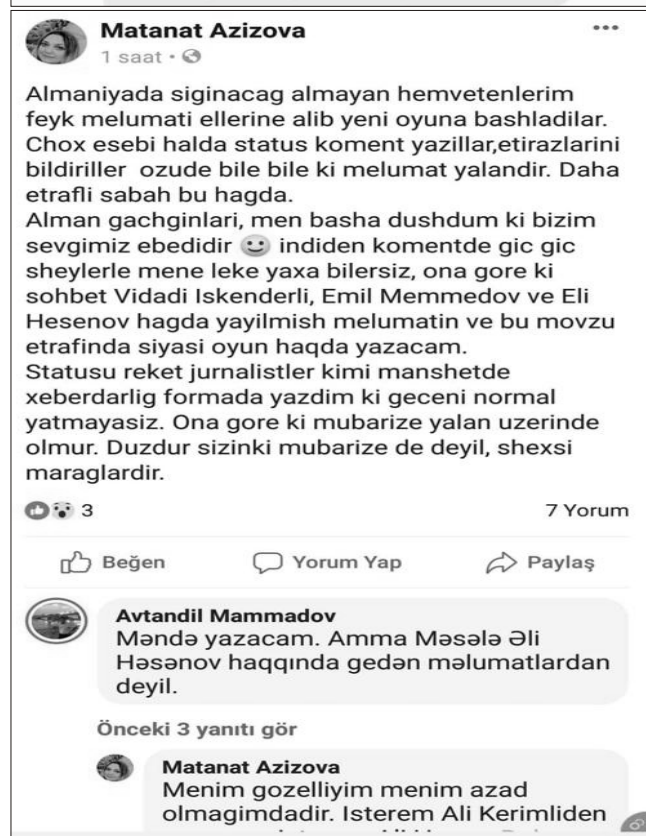 Matanat Azizova
1 saat
Almaniyada siginacag almayan hemvetenlerim
feyk melumati ellerine alib yeni oyuna bashladilar.
Chox esebi halda status koment yazillar,etirazlarini
bildiriller ozude bile bile ki melumat yalandir. Daha
etrafli sabah bu hagda.
Alman gachginlari, men basha dushdum ki bizim
sevgimiz ebedidir 🙂 indiden komentde gic gic
sheylerle mene leke yaxa bilersiz, ona gore ki
sohbet Vidadi Iskenderli, Emil Memmedov ve Eli
Hesenov hagda yayilmish melumatin ve bu movzu
etrafinda siyasi oyun haqda yazacam.
Statusu reket jurnalistler kimi manshetde
xeberdarlig formada yazdim ki geceni normal
yatmayasiz. Ona gore ki mubarize yalan uzerinde
olmur. Duzdur sizinki mubarize de deyil, shexsi
maraglardir.
3 7 Yorum
Beğen Yorum Yap Paylaş
Avtandil Mammadov
Məndə yazacam. Amma Məsələ Əli
Həsənov haqqında gedən məlumatlardan
deyil.
Önceki 3 yanıtı gör
Matanat Azizova
Menim gozelliyim menim azad
olmagimdadir. Isterem Ali Kerimliden